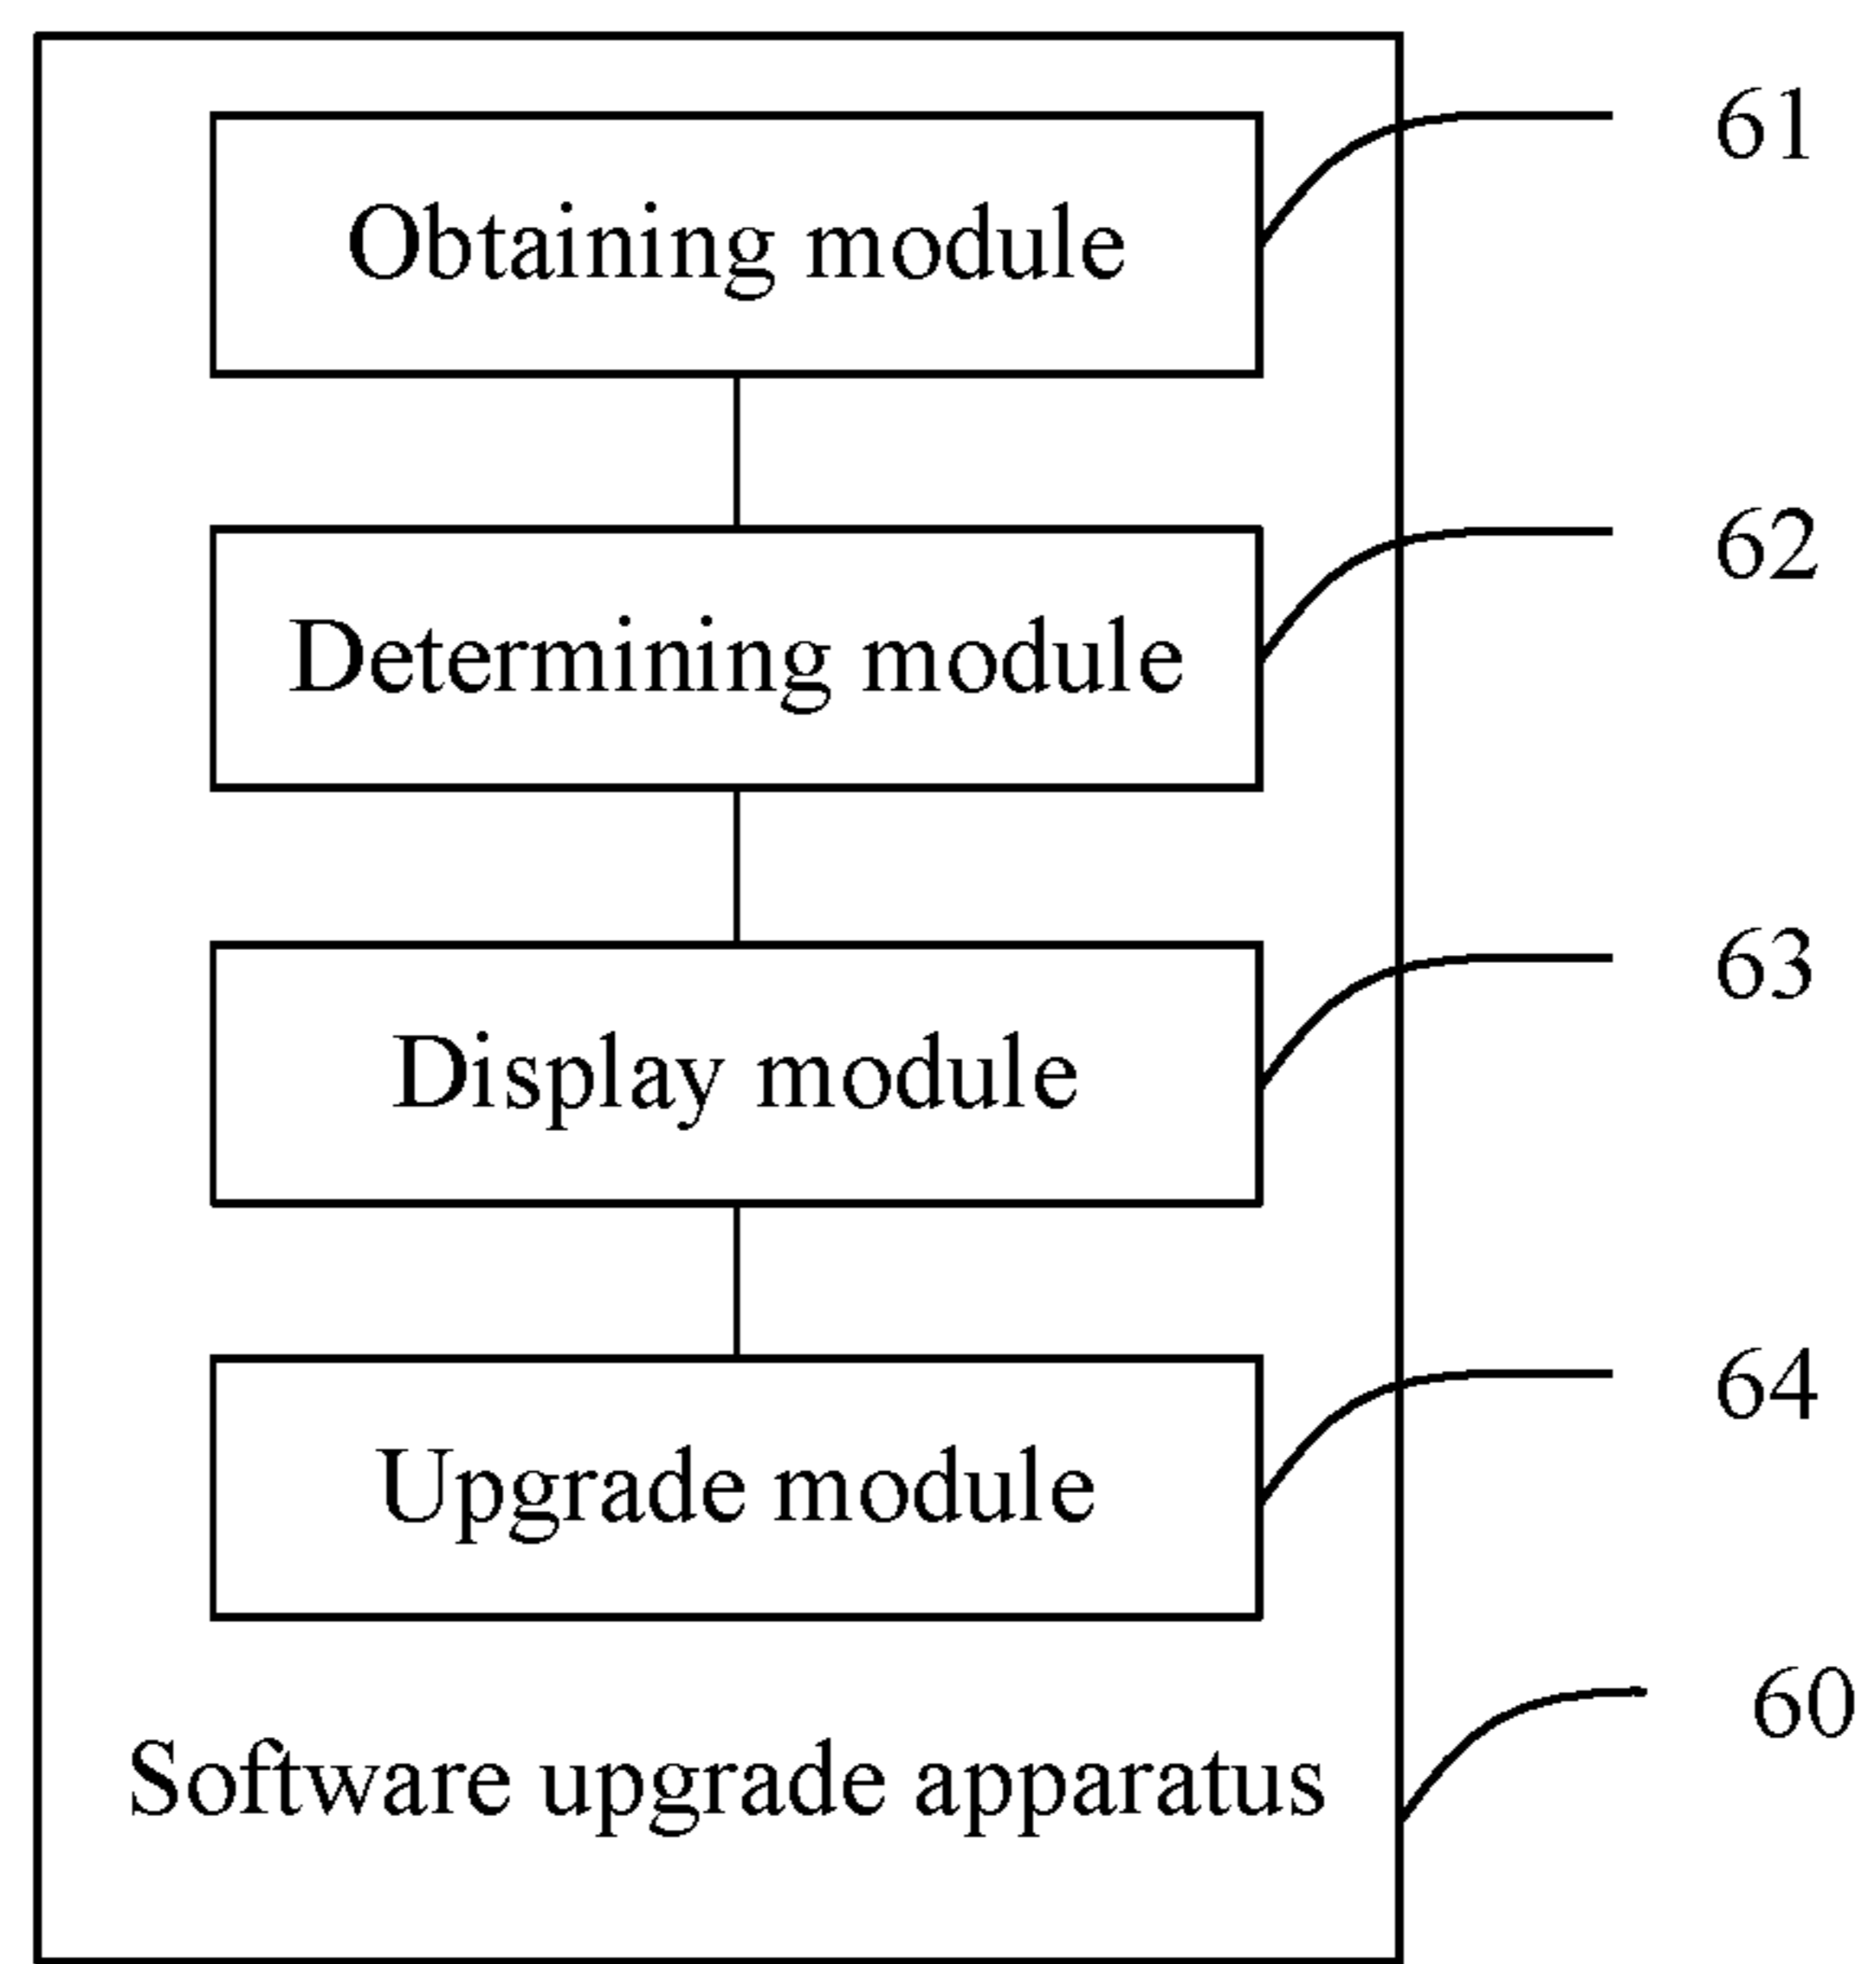 Obtaining module
61
Determining module
62
Display module
63
Upgrade module
64
Software upgrade apparatus
60